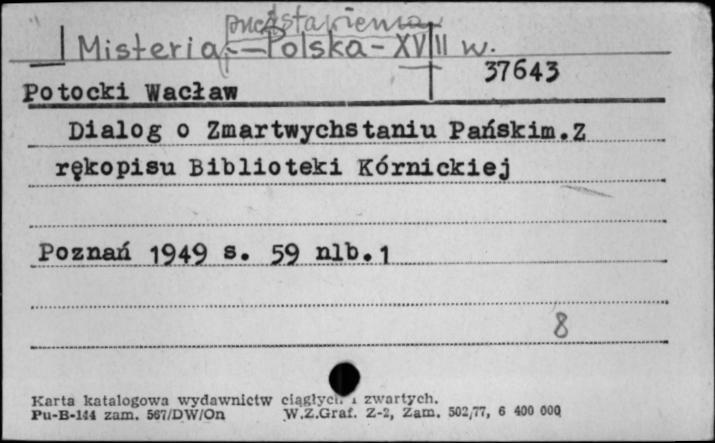 przedstawienia
Misteria - Polska - XVIII w.
37643
Potocki Wacław
Dialog o Zmartwychstaniu Pańskim.Z
rękopisu Biblioteki Kórnickiej
Poznań 1949 s. 59 nlb.1
8
Karta katalogowa wydawnictw ciągłych i zwartych.
Pu-B-144 zam. 567/DW/On W.Z.Graf. Z-2, Zam. 502/77, 6 400 000